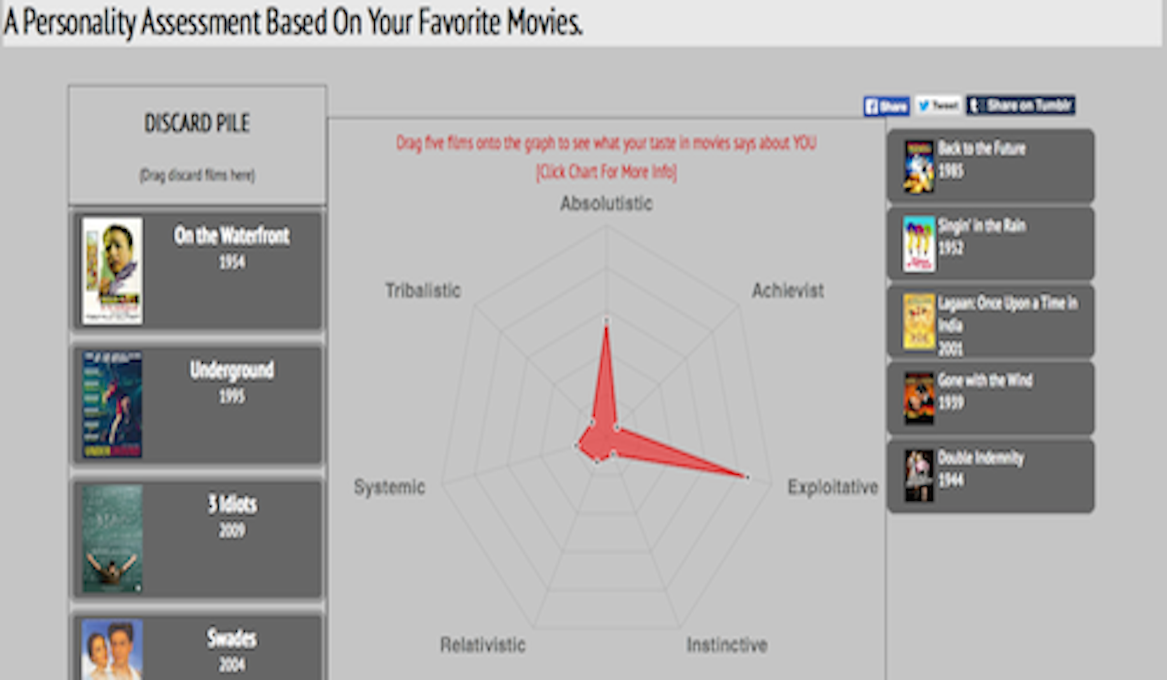 A Personality Assessment Based On Your Favorite Movies.
DISCARD PILE
(Drag discard films here)
On the Waterfront
1954
Underground
1995
3 Idiots
2009
Swades
2004
Drag five films onto the graph to see what your taste in movies says about YOU
[Click Chart For More Info]
Absolutistic
Tribalistic
Achievist
Systemic
Exploitative
Relativistic
Instinctive
Share
Tweet
Share on Tumblr
Back to the Future
1985
Singin' in the Rain
1952
Lagaan: Once Upon a Time in
India
2001
Gone with the Wind
1939
Double Indemnity
1944